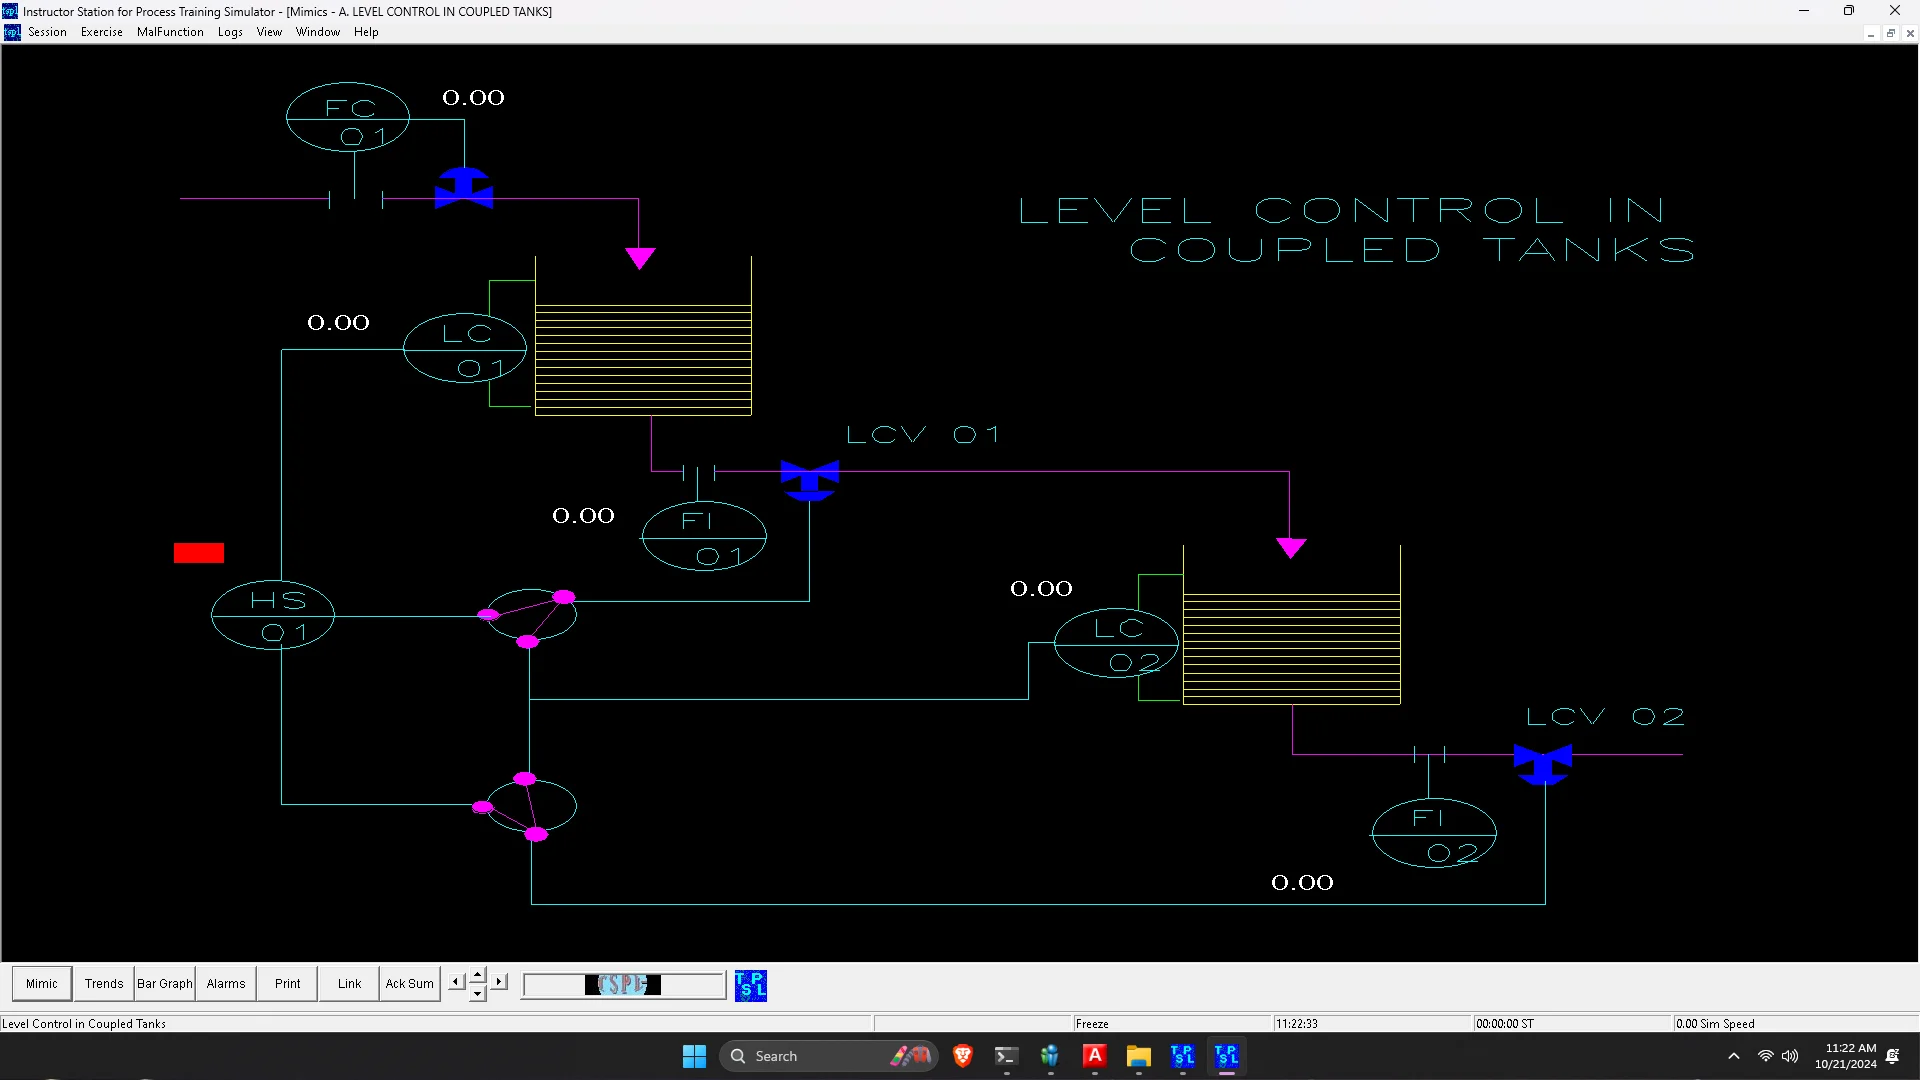 Instructor Station for Process Training Simulator - [Mimics - A. LEVEL CONTROL IN COUPLED TANKS]
Session Exercise MalFunction Logs View Window Help
FC 01
0.00
LEVEL CONTROL IN
COUPLED TANKS
0.00
LC 01
LCV 01
0.00
FI 01
HS 01
0.00
LC 02
LCV 02
FI 02
0.00
Mimic Trends Bar Graph Alarms Print Link Ack Sum
TSPL
TPSL
Level Control in Coupled Tanks
Freeze
11:22:33
00:00:00 ST
0.00 Sim Speed
Search
11:22 AM
10/21/2024